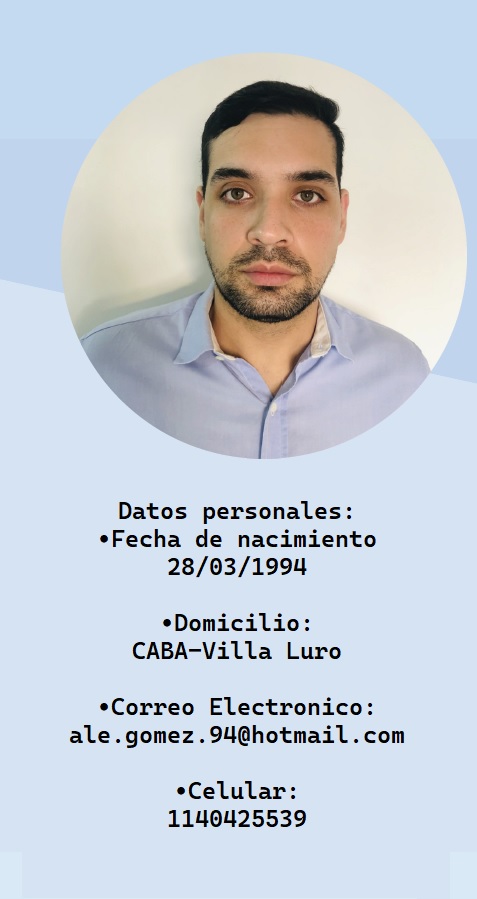 Datos personales:
•Fecha de nacimiento
28/03/1994
•Domicilio:
CABA-Villa Luro
•Correo Electronico:
ale.gomez.94@hotmail.com
•Celular:
1140425539